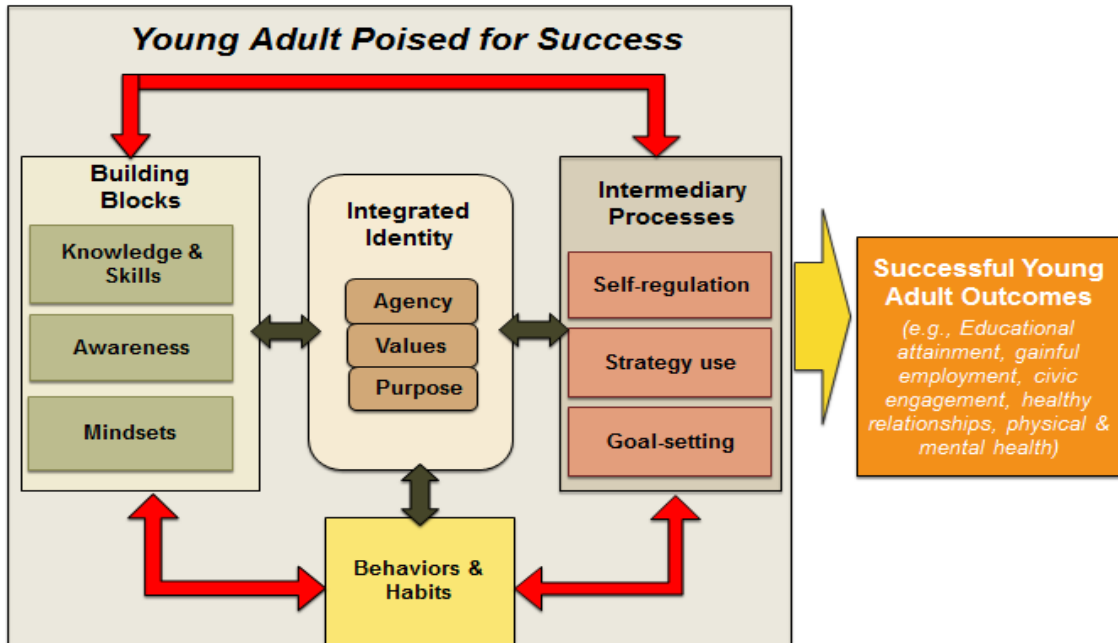 Young Adult Poised for Success
Building
Blocks
Knowledge &
Skills
Awareness
Mindsets
Integrated
Identity
Agency
Values
Purpose
Intermediary
Processes
Self-regulation
Strategy use
Goal-setting
Behaviors &
Habits
Successful Young
Adult Outcomes
(e.g., Educational
attainment, gainful
employment, civic
engagement, healthy
relationships, physical &
mental health)